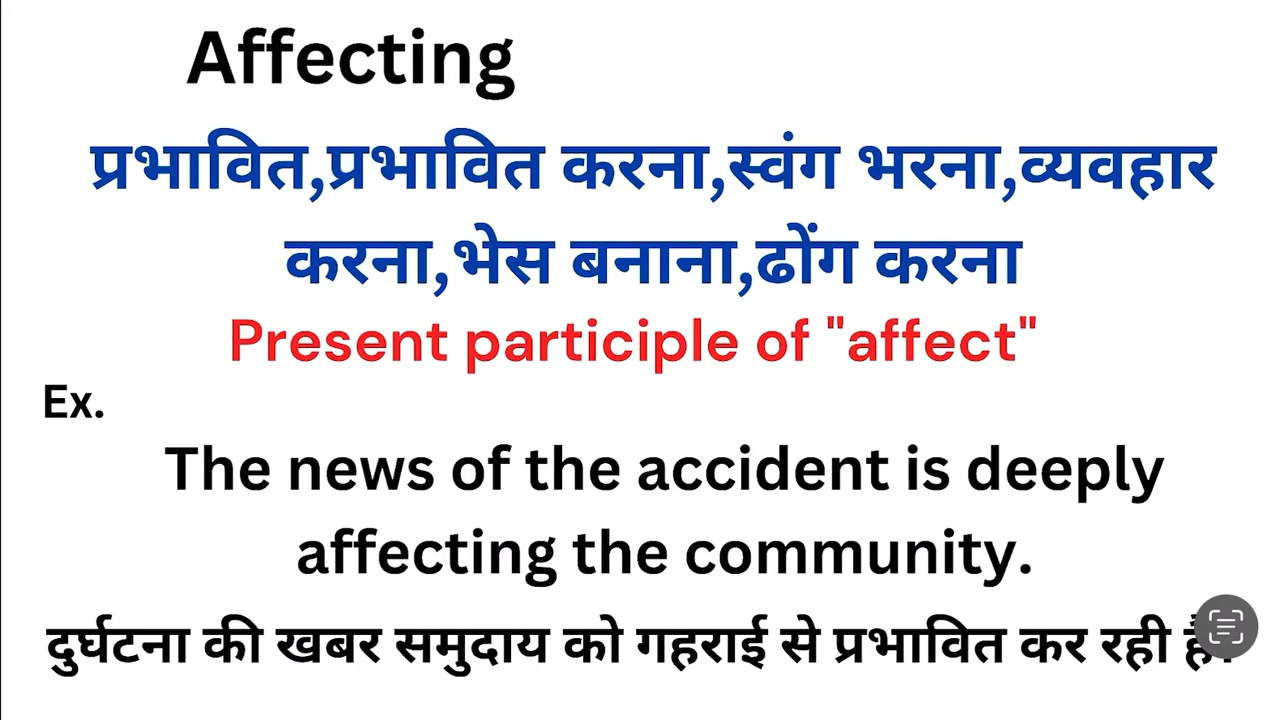 Affecting
प्रभावित,प्रभावित करना,स्वंग भरना,व्यवहार
करना,भेस बनाना,ढोंग करना
Present participle of "affect"
Ex.
The news of the accident is deeply
affecting the community.
दुर्घटना की खबर समुदाय को गहराई से प्रभावित कर रही